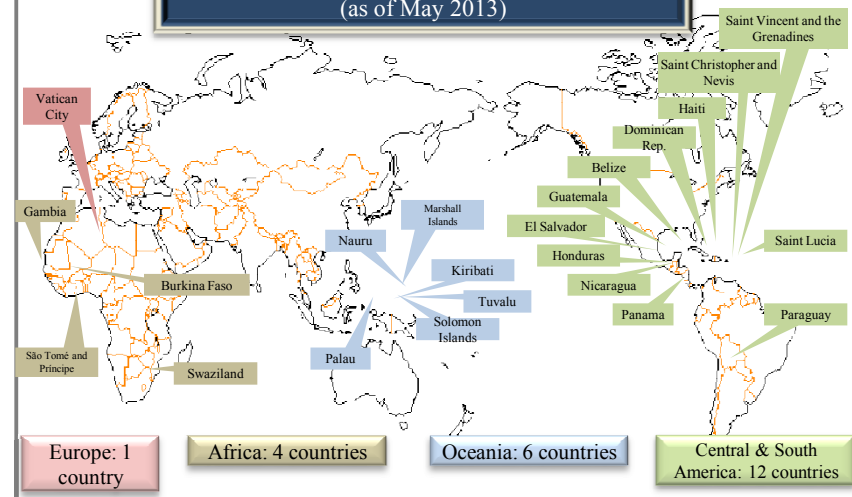 (as of May 2013)
Saint Vincent and the
Grenadines
Saint Christopher and
Nevis
Haiti
Dominican
Rep.
Belize
Guatemala
El Salvador
Honduras
Nicaragua
Panama
Saint Lucia
Paraguay
Vatican
City
Gambia
Burkina Faso
São Tomé and
Príncipe
Swaziland
Marshall
Islands
Nauru
Kiribati
Tuvalu
Solomon
Islands
Palau
Europe: 1
country
Africa: 4 countries
Oceania: 6 countries
Central & South
America: 12 countries